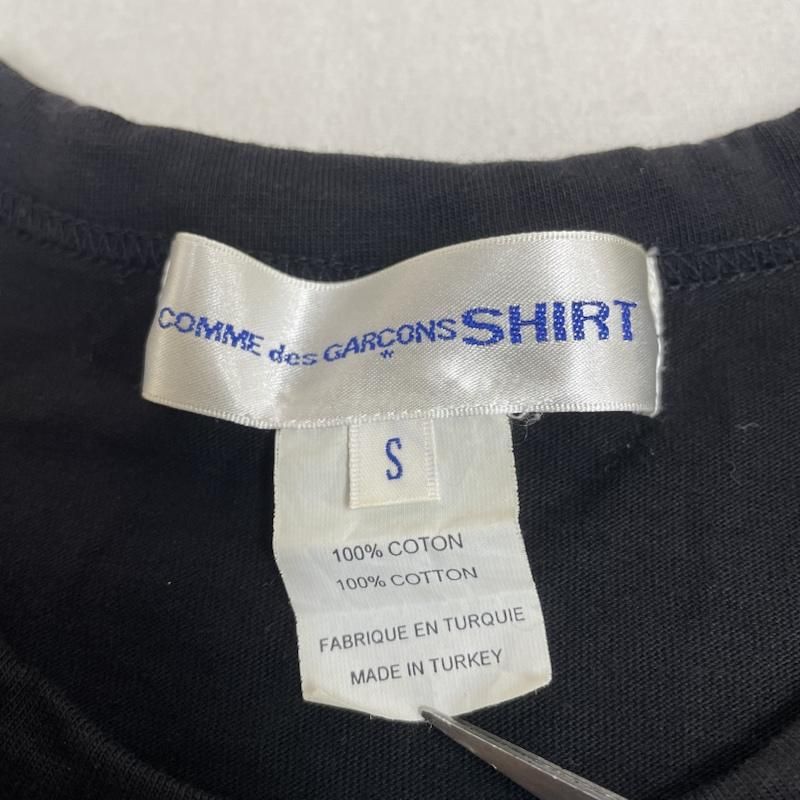 COMME des GARÇONS SHIRT
S
100% COTON
100% COTTON
FABRIQUE EN TURQUIE
MADE IN TURKEY